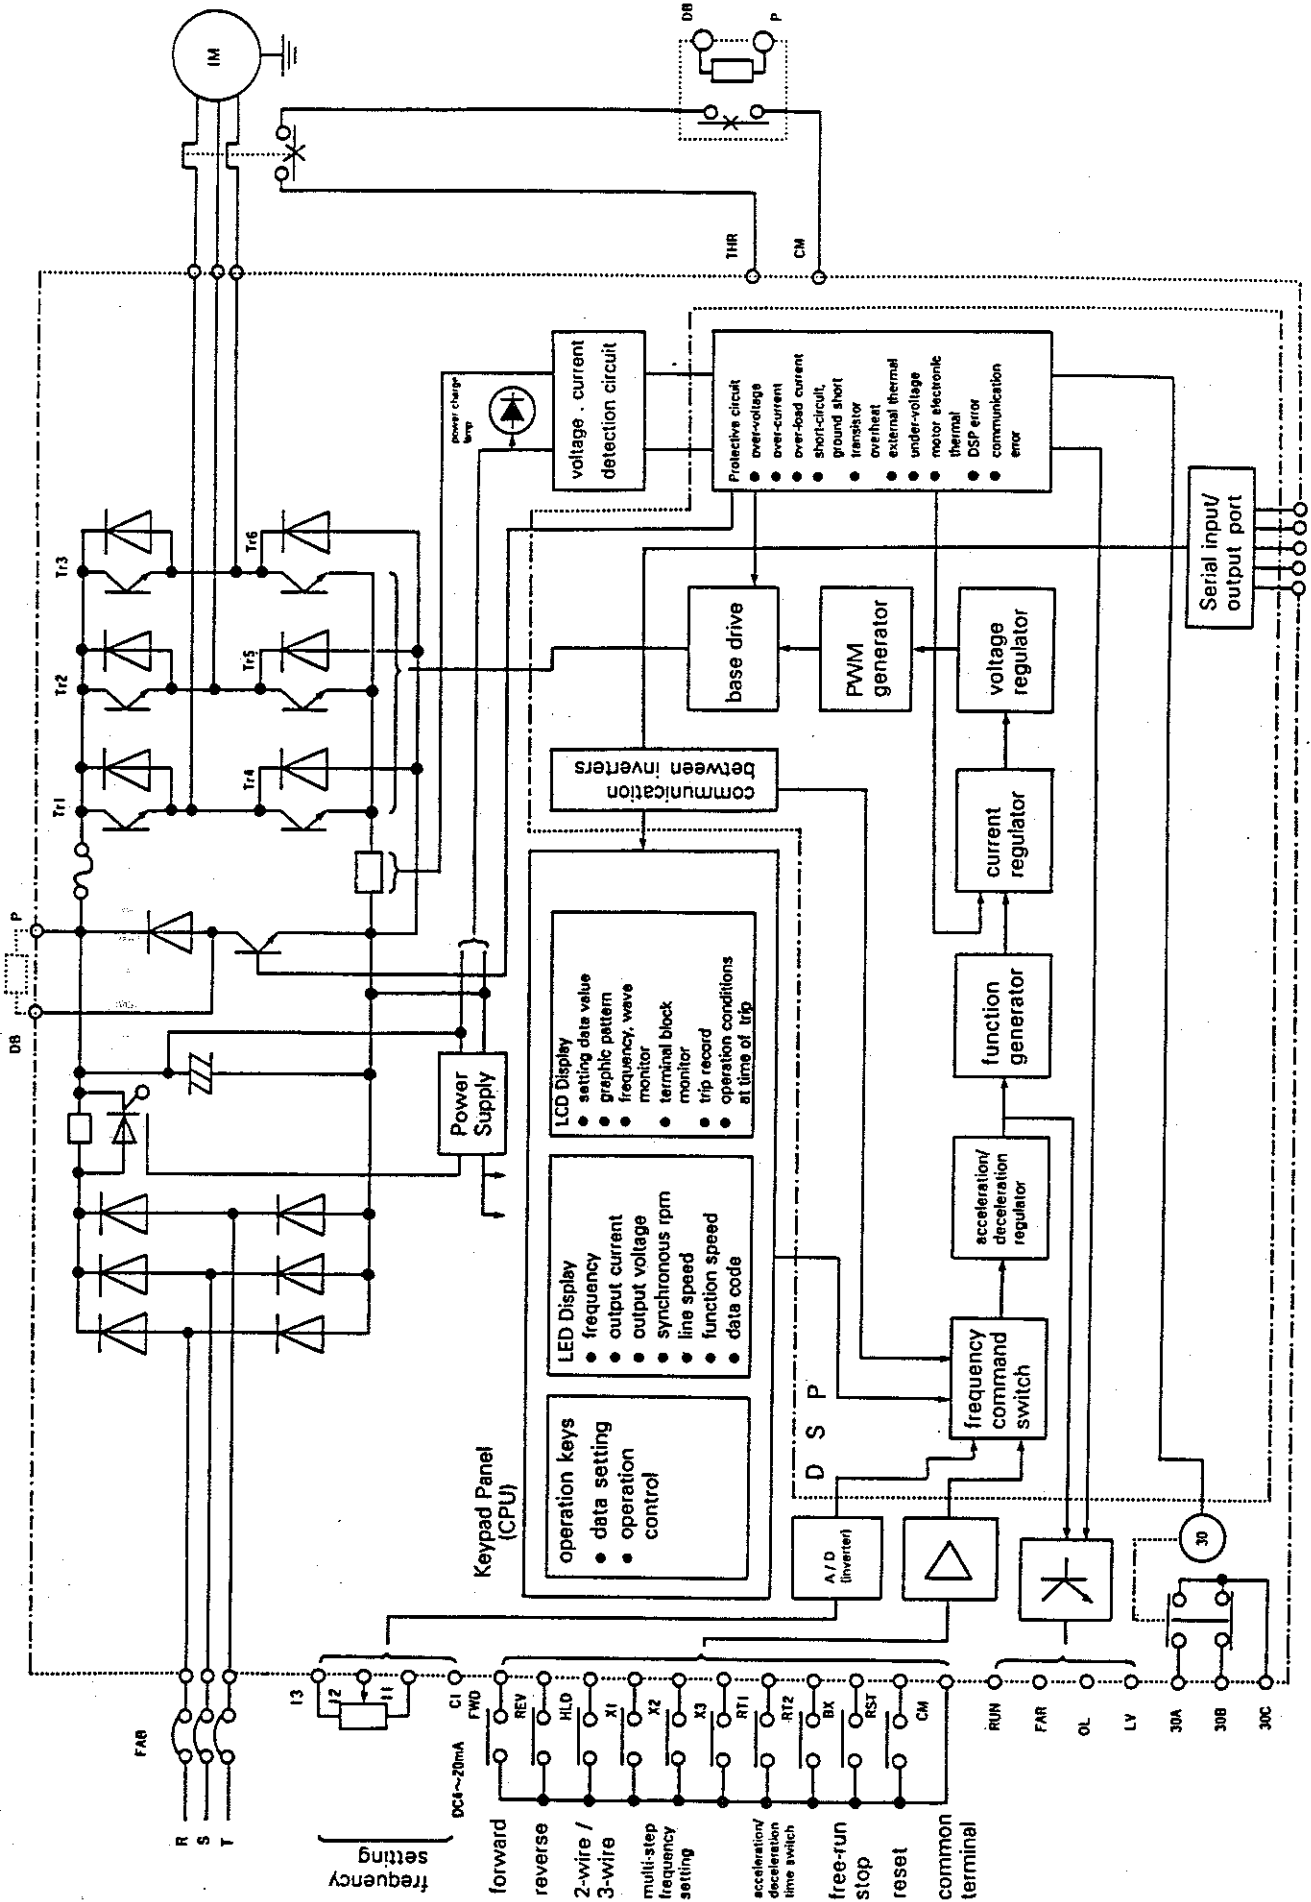 FAB
R
S
T
frequency
setting
I3
I2
I1
DC4~20mA
C1
forward
FWD
reverse
REV
2-wire /
3-wire
HLD
multi-step
frequency
setting
X1
X2
X3
acceleration/
deceleration
time switch
RT1
RT2
free-run
stop
BX
reset
RST
common
terminal
CM
RUN
FAR
OL
LV
30A
30B
30C
30
A / D
(inverter)
Keypad Panel
(CPU)
operation keys
● data setting
● operation
control
LED Display
● frequency
● output current
● output voltage
● synchronous rpm
● line speed
● function speed
● data code
LCD Display
● setting data value
● graphic pattern
● frequency, wave
monitor
● terminal block
monitor
● trip record
● operation conditions
at time of trip
D S P
frequency
command
switch
acceleration/
deceleration
regulator
function
generator
current
regulator
voltage
regulator
PWM
generator
base drive
communication
between inverters
Power
Supply
DB
P
Tr1
Tr2
Tr3
Tr4
Tr5
Tr6
power charge
lamp
voltage . current
detection circuit
Protective circuit
● over-voltage
● over-current
● over-load current
● short-circuit,
ground short
● transistor
overheat
● external thermal
● under-voltage
● motor electronic
thermal
● DSP error
● communication
error
Serial input/
output port
THR
CM
IM
DB
P